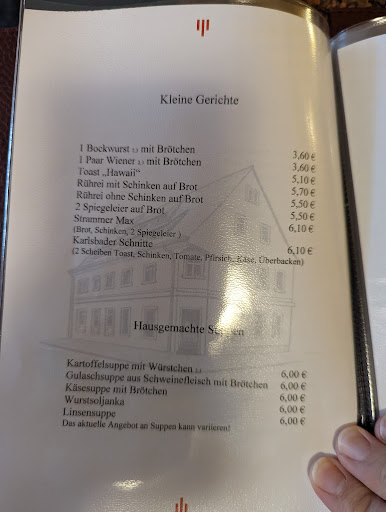 Kleine Gerichte
1 Bockwurst 2,3 mit Brötchen 3,60 €
1 Paar Wiener 2,3 mit Brötchen 3,60 €
Toast „Hawaii“ 5,10 €
Rührei mit Schinken auf Brot 5,70 €
Rührei ohne Schinken auf Brot 5,50 €
2 Spiegeleier auf Brot 5,50 €
Strammer Max 6,10 €
(Brot, Schinken, 2 Spiegeleier )
Karlsbader Schnitte 6,10 €
(2 Scheiben Toast, Schinken, Tomate, Pfirsich, Käse, Überbacken)
Hausgemachte Suppen
Kartoffelsuppe mit Würstchen 6,00 €
Gulaschsuppe aus Schweinefleisch mit Brötchen 6,00 €
Käsesuppe mit Brötchen 6,00 €
Wurstsoljanka 6,00 €
Linsensuppe 6,00 €
Das aktuelle Angebot an Suppen kann variieren!